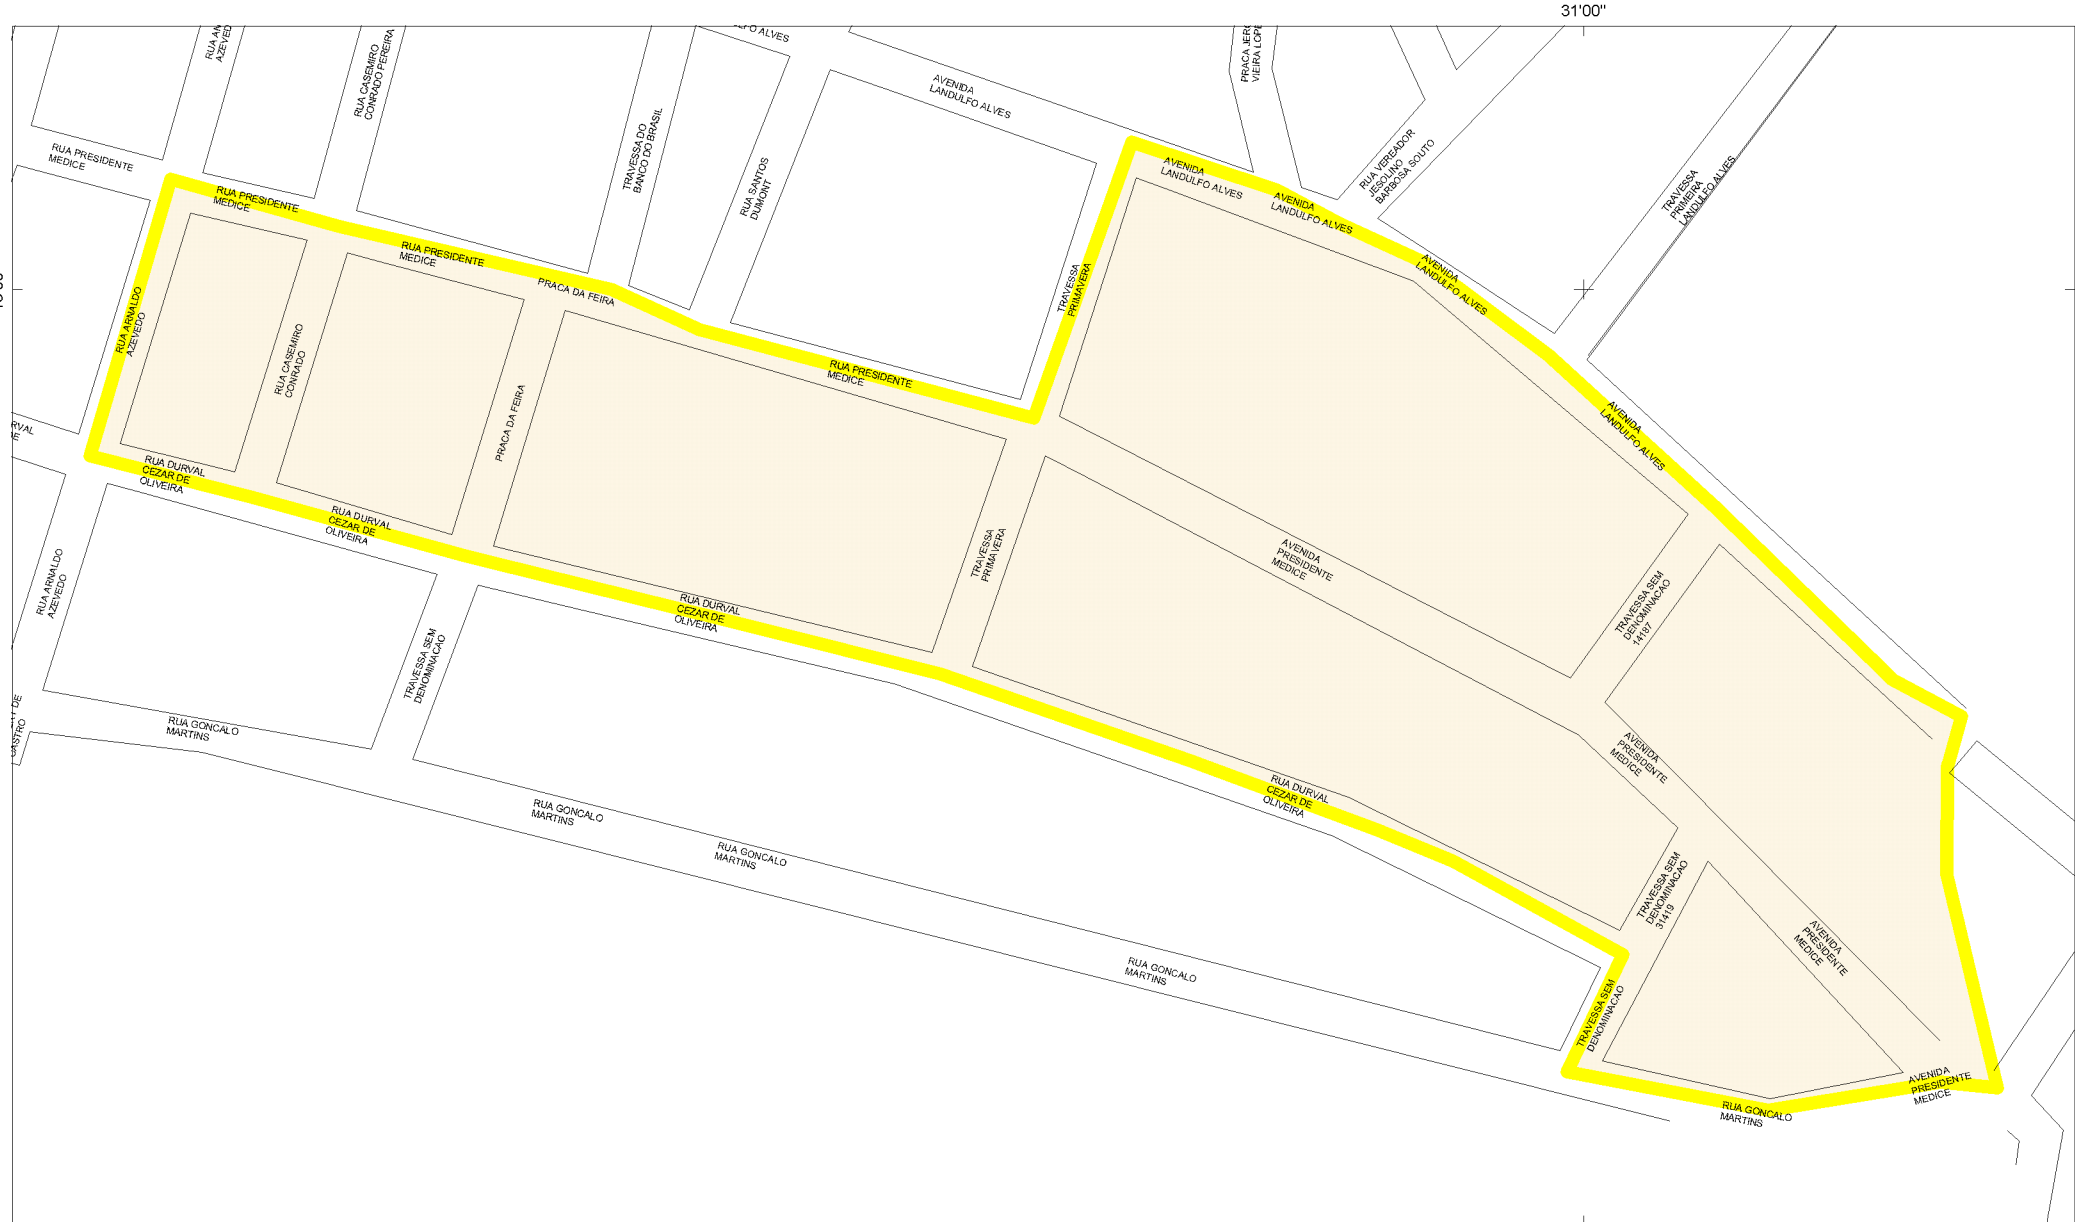 31'00"
AZEVED
RUA CASEMIRO
CONRADO PEREIRA
TRAVESSA DO
BANCO DO BRASIL
RUA SANTOS
DUMONT
AVENIDA
LANDULFO ALVES
VIEIRA LOPE
RUA VEREADOR
JESOLINO
BARBOSA SOUTO
TRAVESSA
PRIMEIRA
LANDULFO ALVES
RUA PRESIDENTE
MEDICE
RUA PRESIDENTE
MEDICE
RUA PRESIDENTE
MEDICE
PRACA DA FEIRA
RUA PRESIDENTE
MEDICE
TRAVESSA
PRIMAVERA
AVENIDA
LANDULFO ALVES
AVENIDA
LANDULFO ALVES
AVENIDA
LANDULFO ALVES
AVENIDA
LANDULFO ALVES
RUA ARNALDO
AZEVEDO
RUA CASEMIRO
CONRADO
PRACA DA FEIRA
RUA DURVAL
CEZAR DE
OLIVEIRA
RUA DURVAL
CEZAR DE
OLIVEIRA
RUA DURVAL
CEZAR DE
OLIVEIRA
TRAVESSA
PRIMAVERA
AVENIDA
PRESIDENTE
MEDICE
TRAVESSA SEM
DENOMINACAO
14187
RUA ARNALDO
AZEVEDO
TRAVESSA SEM
DENOMINACAO
RUA GONCALO
MARTINS
RUA GONCALO
MARTINS
RUA GONCALO
MARTINS
RUA DURVAL
CEZAR DE
OLIVEIRA
AVENIDA
PRESIDENTE
MEDICE
TRAVESSA SEM
DENOMINACAO
31419
AVENIDA
PRESIDENTE
MEDICE
RUA GONCALO
MARTINS
TRAVESSA SEM
DENOMINACAO
RUA GONCALO
MARTINS
AVENIDA
PRESIDENTE
MEDICE